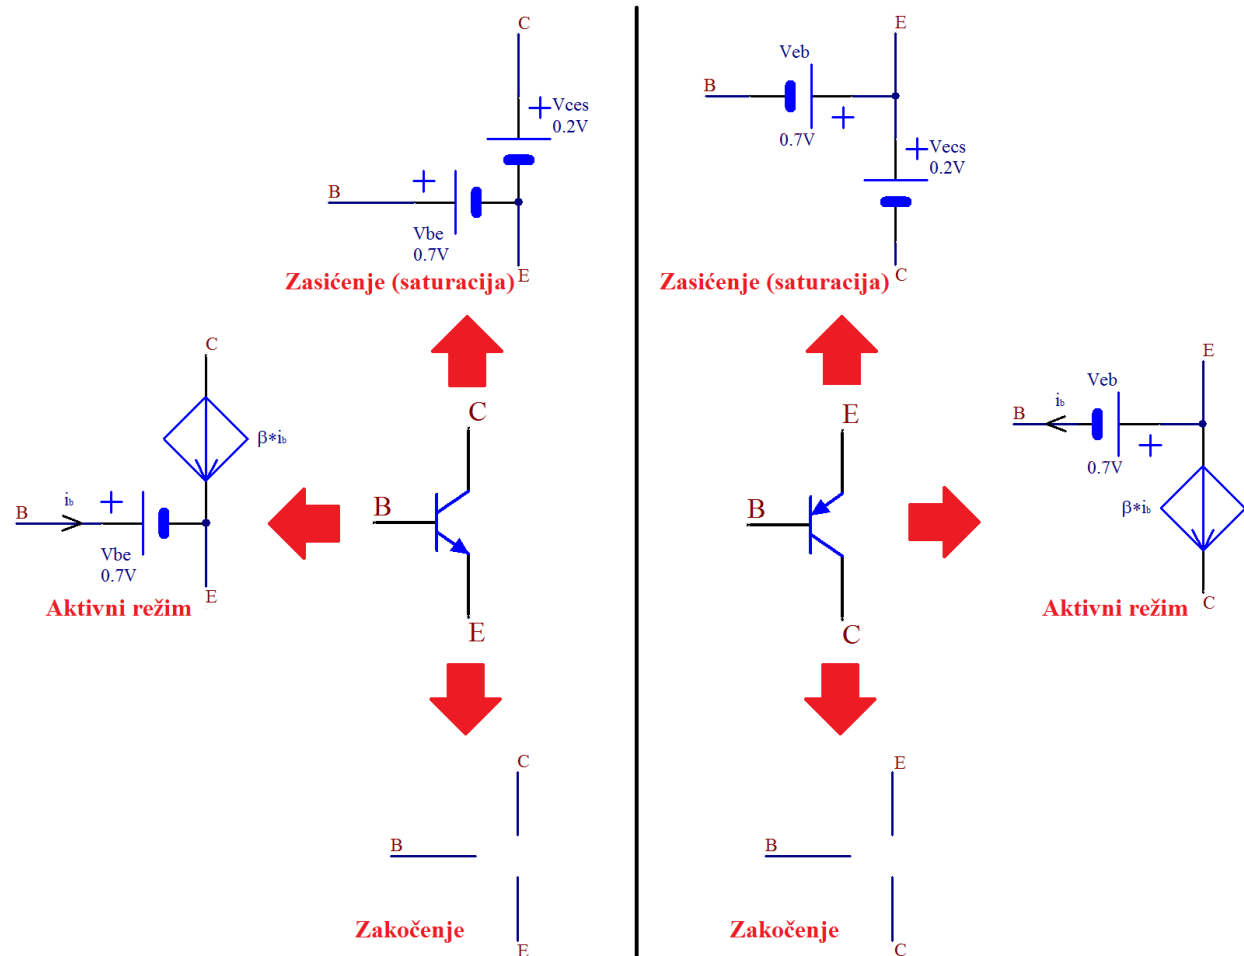 C
+
Vces
0.2V
B
+
Vbe
0.7V
E
Zasićenje (saturacija)
C
β*ib
B
ib
+
Vbe
0.7V
E
Aktivni režim
C
B
E
C
B
E
Zakočenje
E
Veb
B
+
0.7V
+
Vecs
0.2V
C
Zasićenje (saturacija)
E
B
C
E
Veb
B
ib
+
0.7V
β*ib
C
Aktivni režim
E
B
C
Zakočenje